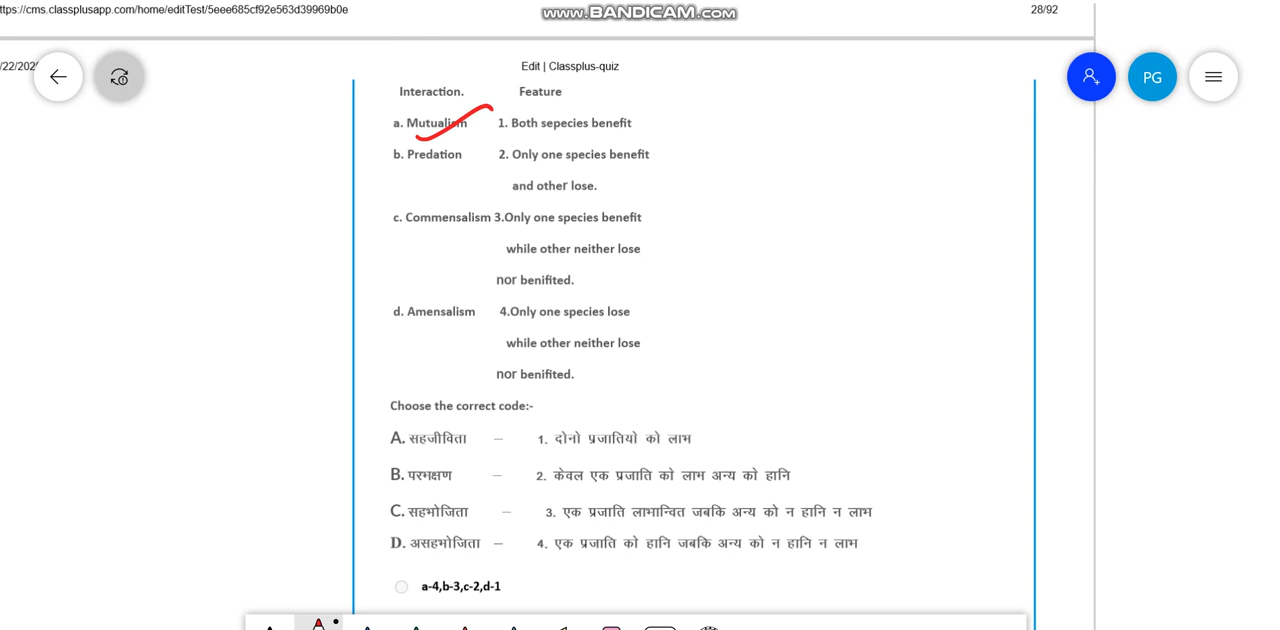 ttps://cms.classplusapp.com/home/editTest/5eee685cf92e563d39969b0e
www.BANDICAM.com
28/92
/22/202
Edit | Classplus-quiz
PG
Interaction. Feature
a. Mutualism 1. Both sepecies benefit
b. Predation 2. Only one species benefit
and other lose.
c. Commensalism 3.Only one species benefit
while other neither lose
nor benifited.
d. Amensalism 4.Only one species lose
while other neither lose
nor benifited.
Choose the correct code:-
A. सहजीविता – 1. दोनो प्रजातियो को लाभ
B. परभक्षण – 2. केवल एक प्रजाति को लाभ अन्य को हानि
C. सहभोजिता – 3. एक प्रजाति लाभान्वित जबकि अन्य को न हानि न लाभ
D. असहभोजिता – 4. एक प्रजाति को हानि जबकि अन्य को न हानि न लाभ
a-4,b-3,c-2,d-1